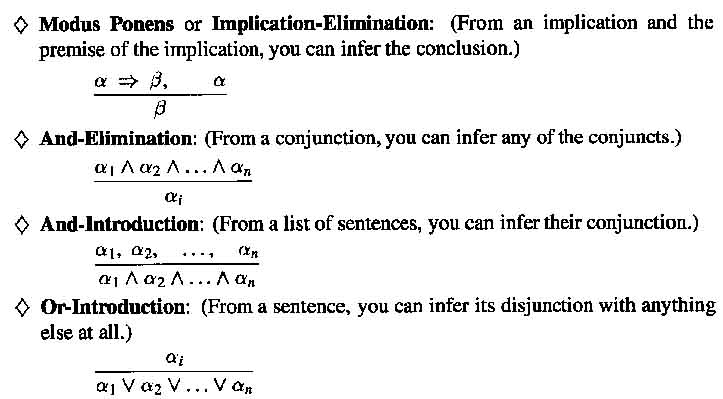 ◇ Modus Ponens or Implication-Elimination: (From an implication and the
premise of the implication, you can infer the conclusion.)
α ⇒ β,  α
β
◇ And-Elimination: (From a conjunction, you can infer any of the conjuncts.)
α₁ ∧ α₂ ∧ … ∧ αₙ
αᵢ
◇ And-Introduction: (From a list of sentences, you can infer their conjunction.)
α₁, α₂, …, αₙ
α₁ ∧ α₂ ∧ … ∧ αₙ
◇ Or-Introduction: (From a sentence, you can infer its disjunction with anything
else at all.)
αᵢ
α₁ ∨ α₂ ∨ … ∨ αₙ